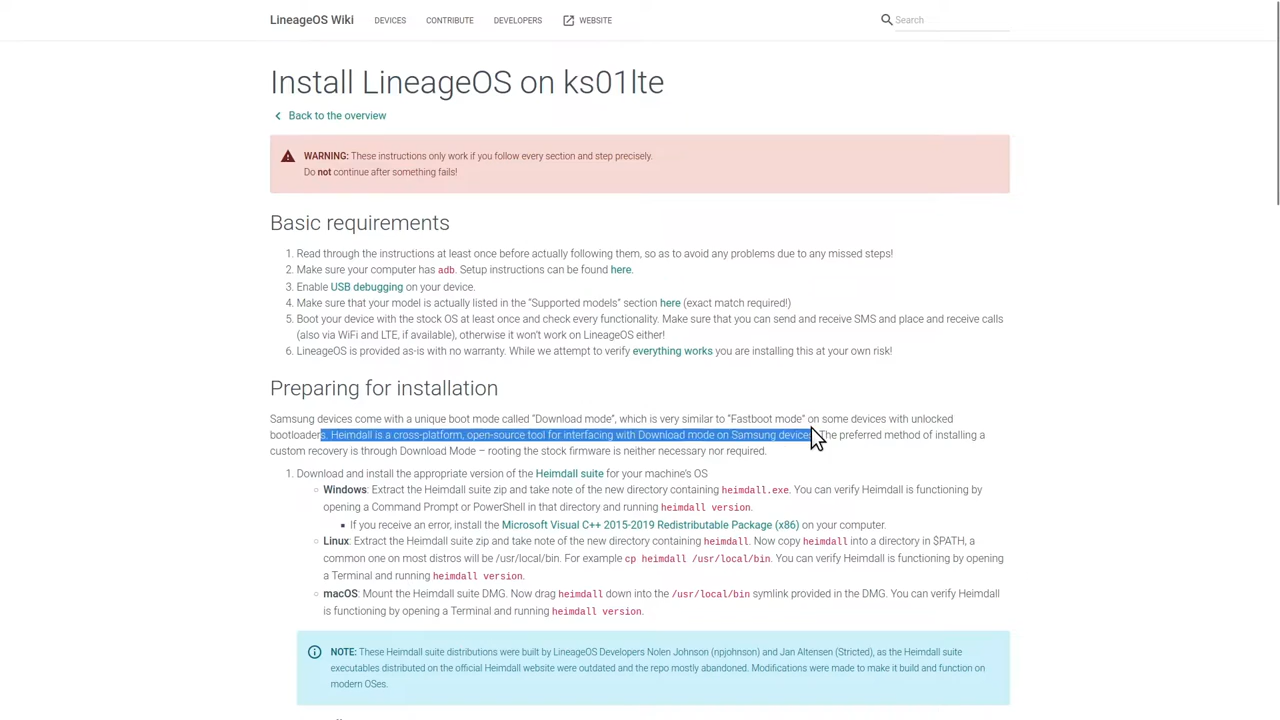 LineageOS Wiki DEVICES CONTRIBUTE DEVELOPERS WEBSITE Search
Install LineageOS on ks01lte
Back to the overview
WARNING: These instructions only work if you follow every section and step precisely.
Do not continue after something fails!
Basic requirements
1. Read through the instructions at least once before actually following them, so as to avoid any problems due to any missed steps!
2. Make sure your computer has adb. Setup instructions can be found here.
3. Enable USB debugging on your device.
4. Make sure that your model is actually listed in the “Supported models” section here (exact match required!)
5. Boot your device with the stock OS at least once and check every functionality. Make sure that you can send and receive SMS and place and receive calls
(also via WiFi and LTE, if available), otherwise it won’t work on LineageOS either!
6. LineageOS is provided as-is with no warranty. While we attempt to verify everything works you are installing this at your own risk!
Preparing for installation
Samsung devices come with a unique boot mode called “Download mode”, which is very similar to “Fastboot mode” on some devices with unlocked
bootloaders. Heimdall is a cross-platform, open-source tool for interfacing with Download mode on Samsung devices. The preferred method of installing a
custom recovery is through Download Mode – rooting the stock firmware is neither necessary nor required.
1. Download and install the appropriate version of the Heimdall suite for your machine’s OS
Windows: Extract the Heimdall suite zip and take note of the new directory containing heimdall.exe. You can verify Heimdall is functioning by
opening a Command Prompt or PowerShell in that directory and running heimdall version.
If you receive an error, install the Microsoft Visual C++ 2015-2019 Redistributable Package (x86) on your computer.
Linux: Extract the Heimdall suite zip and take note of the new directory containing heimdall. Now copy heimdall into a directory in $PATH, a
common one on most distros will be /usr/local/bin. For example cp heimdall /usr/local/bin. You can verify Heimdall is functioning by opening
a Terminal and running heimdall version.
macOS: Mount the Heimdall suite DMG. Now drag heimdall down into the /usr/local/bin symlink provided in the DMG. You can verify Heimdall
is functioning by opening a Terminal and running heimdall version.
NOTE: These Heimdall suite distributions were built by LineageOS Developers Nolen Johnson (npjohnson) and Jan Altensen (Stricted), as the Heimdall suite
executables distributed on the official Heimdall website were outdated and the repo mostly abandoned. Modifications were made to make it build and function on
modern OSes.